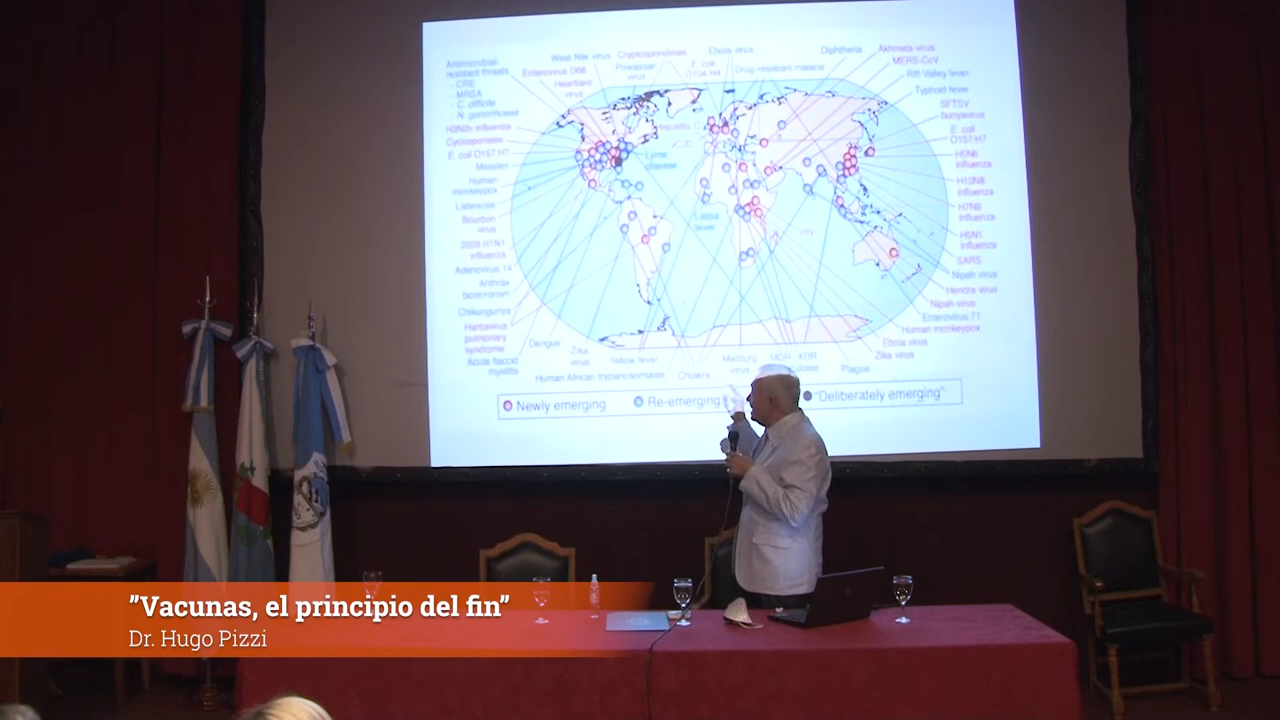 West Nile virus
Cryptosporidiosis
Ebola virus
Diphtheria
Akhmeta virus
Antimicrobial-
resistant threats
- CRE
- MRSA
- C. difficile
- N. gonorrhoeae
Enterovirus D68
Powassan
virus
E. coli
O104:H4
Drug resistant malaria
MERS-CoV
Heartland
virus
Rift Valley fever
Typhoid fever
SFTSV
bunyavirus
H3N2v influenza
Cyclosporiasis
E. coli O157:H7
Measles
Human
monkeypox
Listeriosis
Bourbon
virus
2009 H1N1
influenza
Adenovirus 14
Anthrax
bioterrorism
Chikungunya
Hantavirus
pulmonary
syndrome
Acute flaccid
myelitis
Hepatitis C
vCJD
Lyme
disease
Lassa
fever
HIV
E. coli
O157:H7
H5N6
influenza
H10N8
influenza
H7N9
influenza
H5N1
influenza
SARS
Nipah virus
Hendra virus
Nipah virus
Enterovirus 71
Human monkeypox
Ebola virus
Zika virus
Dengue
Zika
virus
Yellow fever
Human African trypanosomiasis
Cholera
Marburg
virus
MDR
XDR
Plague
Newly emerging
Re-emerging
"Deliberately emerging"
”Vacunas, el principio del fin”
Dr. Hugo Pizzi